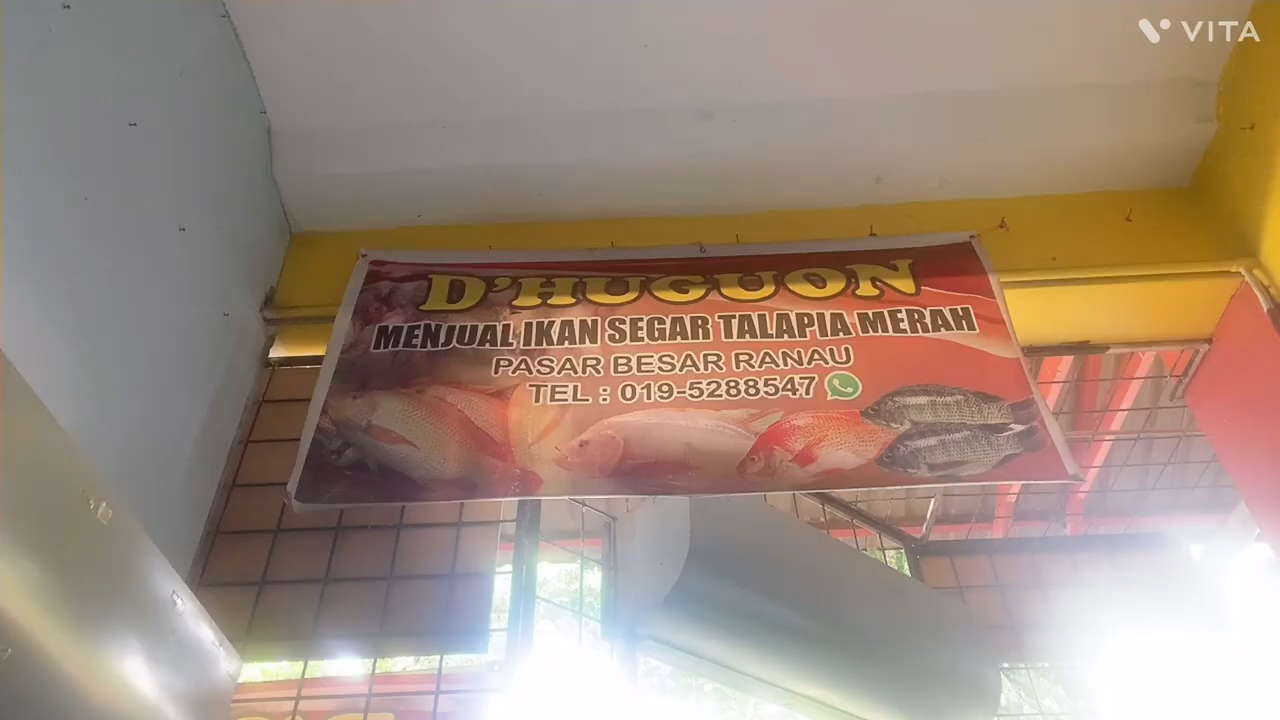 VITA
D'HUGUON
MENJUAL IKAN SEGAR TALAPIA MERAH
PASAR BESAR RANAU
TEL : 019-5288547